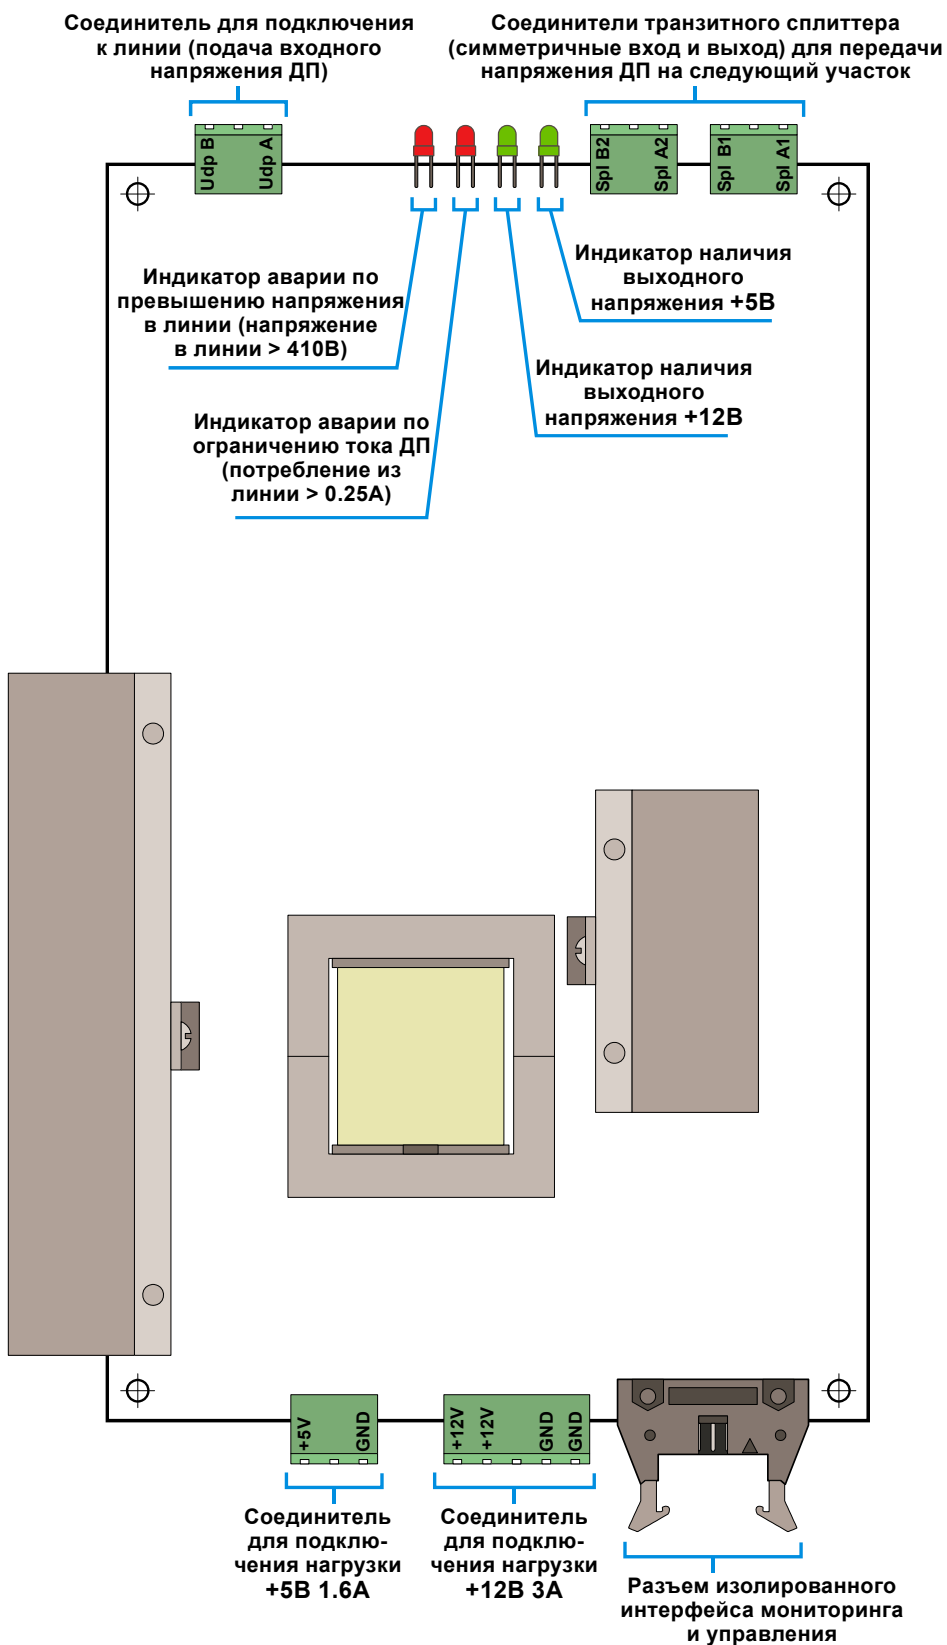 Соединитель для подключения
к линии (подача входного
напряжения ДП)
Соединители транзитного сплиттера
(симметричные вход и выход) для передачи
напряжения ДП на следующий участок
Udp B
Udp A
Spl B2
Spl A2
Spl B1
Spl A1
Индикатор аварии по
превышению напряжения
в линии (напряжение
в линии > 410В)
Индикатор наличия
выходного
напряжения +5В
Индикатор аварии по
ограничению тока ДП
(потребление из
линии > 0.25А)
Индикатор наличия
выходного
напряжения +12В
+5V
GND
+12V
+12V
GND
GND
Соединитель
для подклю-
чения нагрузки
+5В 1.6А
Соединитель
для подклю-
чения нагрузки
+12В 3А
Разъем изолированного
интерфейса мониторинга
и управления